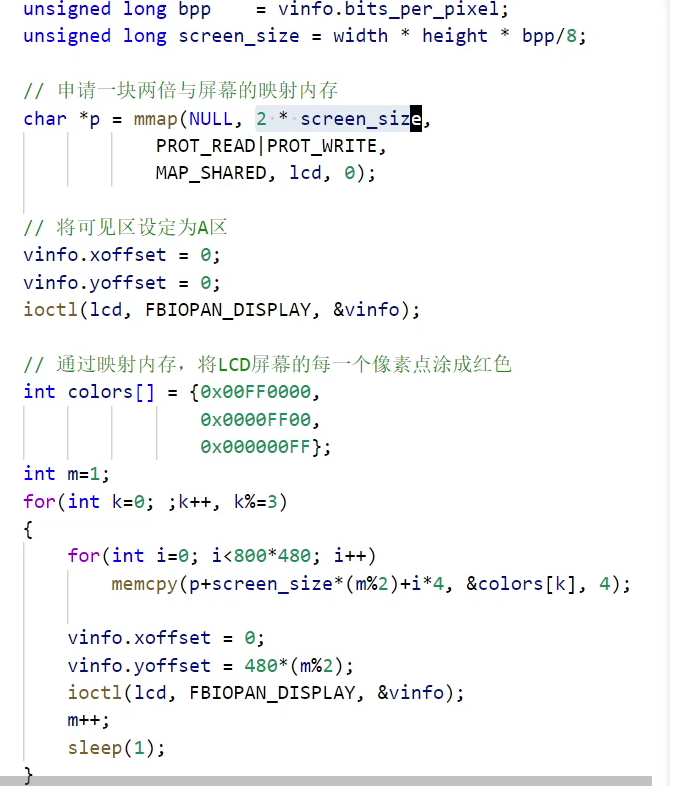 unsigned long bpp    = vinfo.bits_per_pixel;
unsigned long screen_size = width * height * bpp/8;
// 申请一块两倍与屏幕的映射内存
char *p = mmap(NULL, 2 * screen_size,
            PROT_READ|PROT_WRITE,
            MAP_SHARED, lcd, 0);
// 将可见区设定为A区
vinfo.xoffset = 0;
vinfo.yoffset = 0;
ioctl(lcd, FBIOPAN_DISPLAY, &vinfo);
// 通过映射内存，将LCD屏幕的每一个像素点涂成红色
int colors[] = {0x00FF0000,
                0x0000FF00,
                0x000000FF};
int m=1;
for(int k=0; ;k++, k%=3)
{
    for(int i=0; i<800*480; i++)
        memcpy(p+screen_size*(m%2)+i*4, &colors[k], 4);
    vinfo.xoffset = 0;
    vinfo.yoffset = 480*(m%2);
    ioctl(lcd, FBIOPAN_DISPLAY, &vinfo);
    m++;
    sleep(1);
}